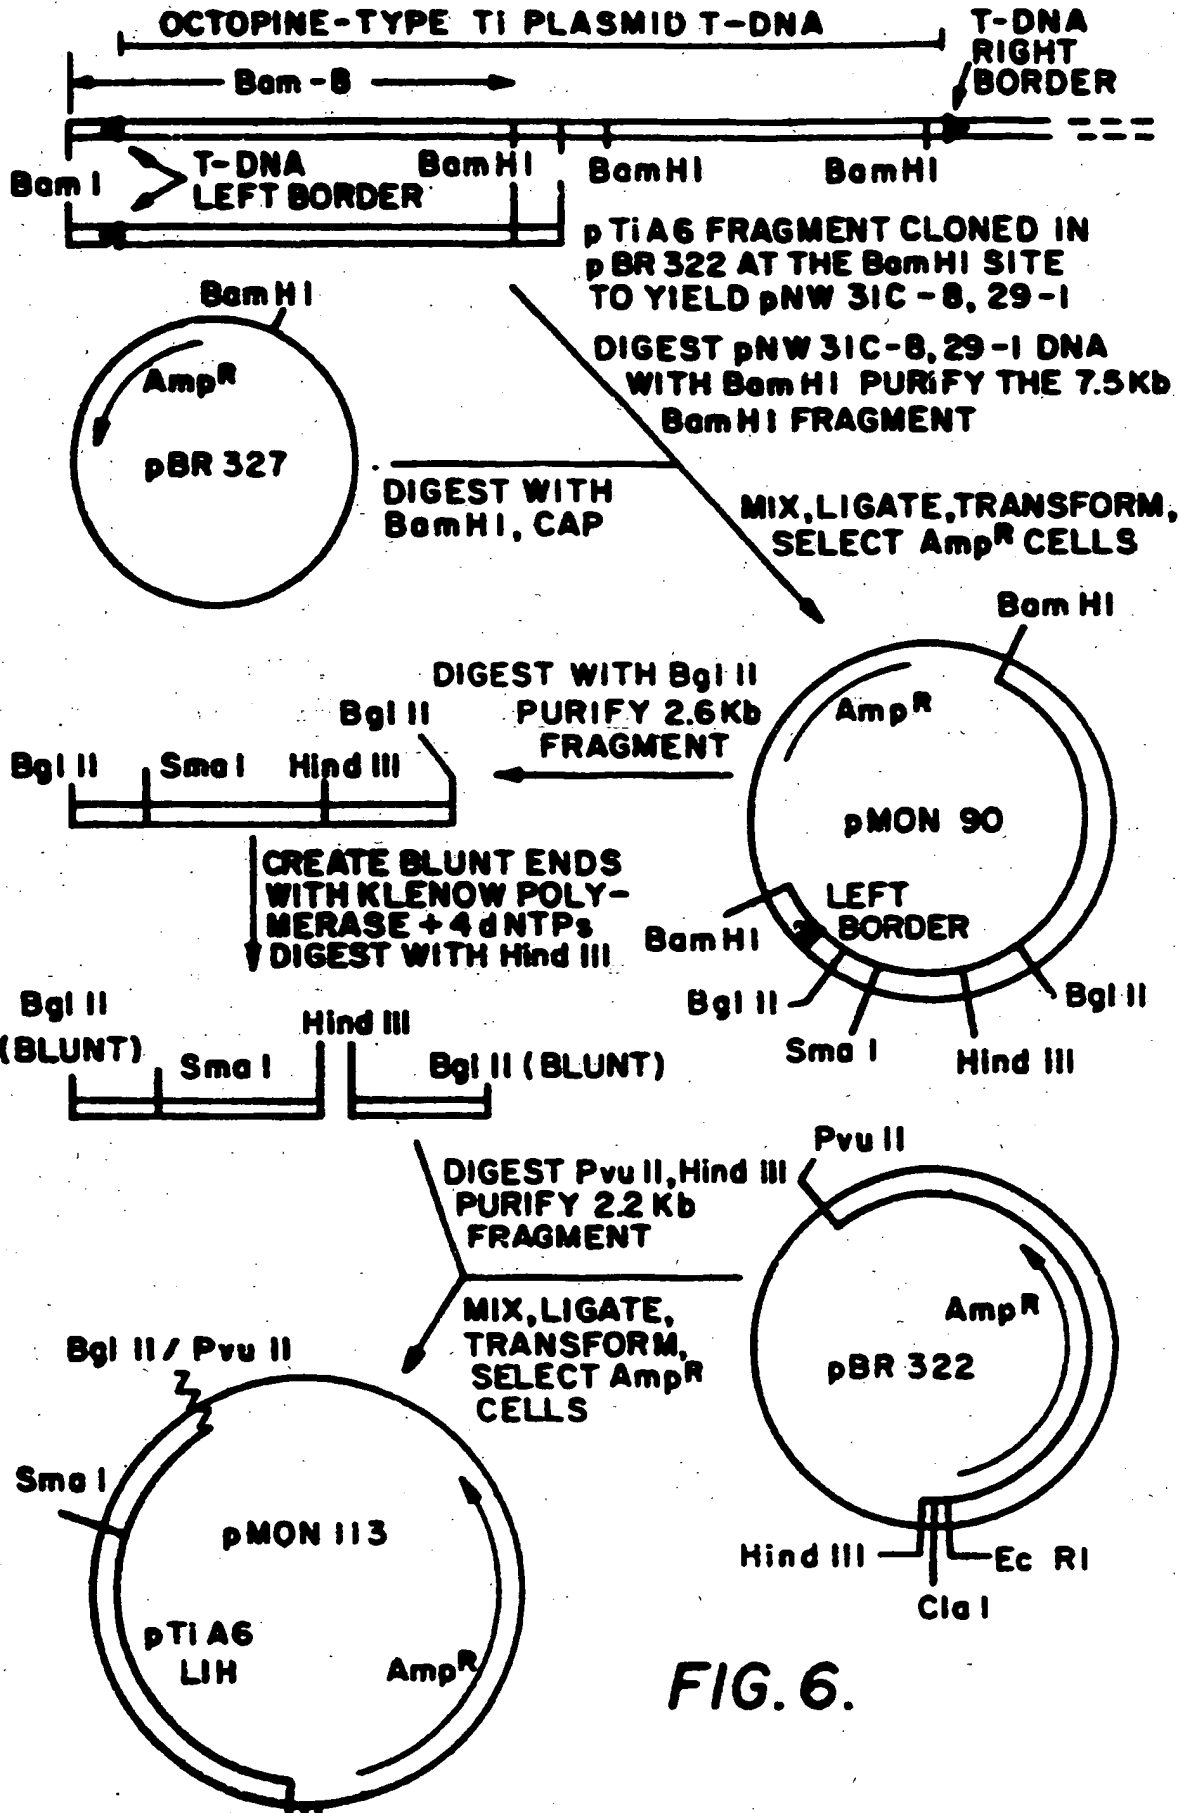 OCTOPINE-TYPE Ti PLASMID T-DNA
T-DNA
RIGHT
BORDER
Bam-8
Bam I
T-DNA
LEFT BORDER
BamHI
BamHI
BamHI
pTiA6 FRAGMENT CLONED IN
pBR 322 AT THE BamHI SITE
TO YIELD pNW 31C-8, 29-1
BamHI
AmpR
pBR 327
DIGEST pNW 31C-8, 29-1 DNA
WITH BamHI PURIFY THE 7.5Kb
BamHI FRAGMENT
DIGEST WITH
BamHI, CAP
MIX, LIGATE, TRANSFORM,
SELECT AmpR CELLS
Bam HI
AmpR
pMON 90
LEFT
BORDER
BamHI
Bgl II
Sma I
Hind III
Bgl II
DIGEST WITH Bgl II
PURIFY 2.6Kb
FRAGMENT
Bgl II
Sma I
Hind III
Bgl II
CREATE BLUNT ENDS
WITH KLENOW POLY-
MERASE + 4 dNTPs
DIGEST WITH Hind III
Bgl II
(BLUNT)
Sma I
Hind III
Bgl II (BLUNT)
DIGEST Pvu II, Hind III
PURIFY 2.2 Kb
FRAGMENT
Pvu II
AmpR
pBR 322
Hind III
Cla I
Ec RI
MIX, LIGATE,
TRANSFORM,
SELECT AmpR
CELLS
Bgl II / Pvu II
Sma I
pMON 113
pTiA6
LIH
AmpR
FIG. 6.